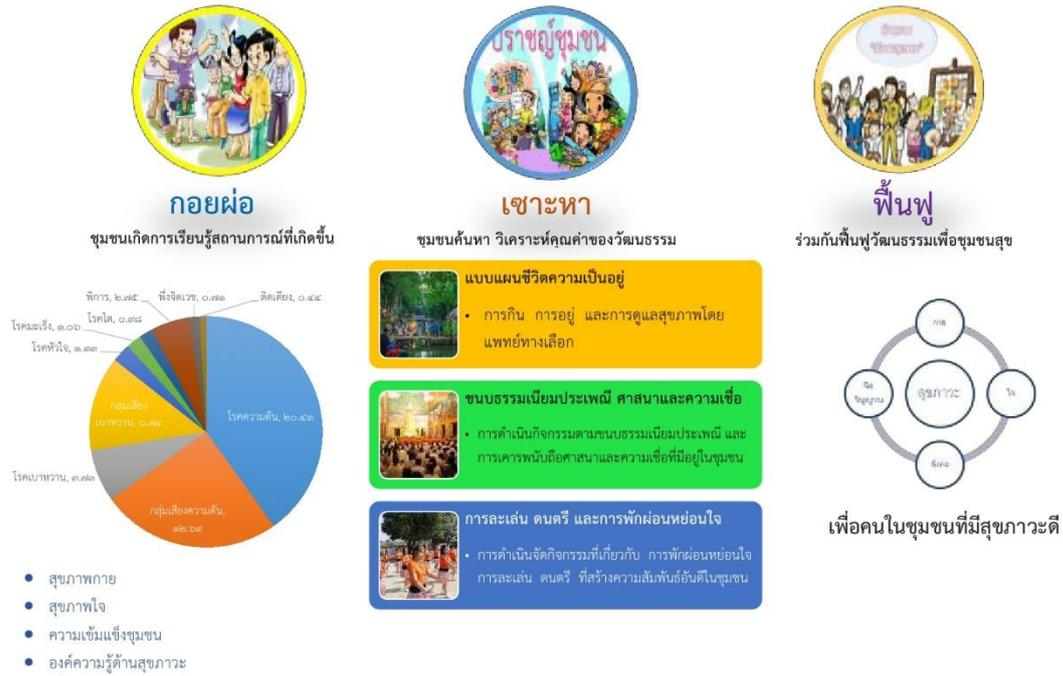 ปราชญ์ชุมชน
กอยผ่อ
ชุมชนเกิดการเรียนรู้สถานการณ์ที่เกิดขึ้น
พิการ, ๒.๗๕
พึ่งจิตเวช, ๐.๗๑
ติดเตียง, ๐.๔๔
โรคไต, ๐.๙๘
โรคมะเร็ง, ๑.๐๖
โรคหัวใจ, ๑.๓๓
กลุ่มเสี่ยง
เบาหวาน, ๖.๗๔
โรคความดัน, ๒๐.๔๑
โรคเบาหวาน, ๓.๗๓
กลุ่มเสี่ยงความดัน,
๑๒.๖๙
สุขภาพกาย
สุขภาพใจ
ความเข้มแข็งชุมชน
องค์ความรู้ด้านสุขภาวะ
เซาะหา
ชุมชนค้นหา วิเคราะห์คุณค่าของวัฒนธรรม
แบบแผนชีวิตความเป็นอยู่
• การกิน การอยู่ และการดูแลสุขภาพโดย
แพทย์ทางเลือก
ขนบธรรมเนียมประเพณี ศาสนาและความเชื่อ
• การดำเนินกิจกรรมตามขนบธรรมเนียมประเพณี และ
การเคารพนับถือศาสนาและความเชื่อที่มีอยู่ในชุมชน
การละเล่น ดนตรี และการพักผ่อนหย่อนใจ
• การดำเนินจัดกิจกรรมที่เกี่ยวกับ การพักผ่อนหย่อนใจ
การละเล่น ดนตรี ที่สร้างความสัมพันธ์อันดีในชุมชน
ฟื้นฟู
ร่วมกันฟื้นฟูวัฒนธรรมเพื่อชุมชนสุข
กาย
สุขภาวะ
ใจ
สังคม
เพื่อคนในชุมชนที่มีสุขภาวะดี